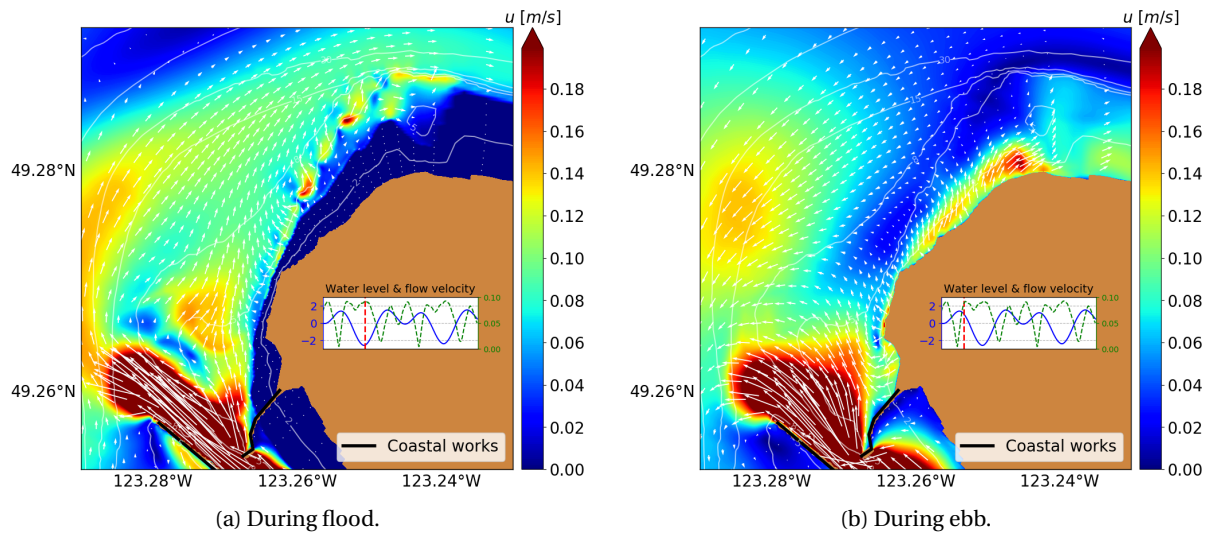 u [m/s]
0.18
0.16
0.14
0.12
0.10
0.08
0.06
0.04
0.02
0.00
49.28°N
49.26°N
123.28°W
123.26°W
123.24°W
Water level & flow velocity
2
0
−2
0.10
0.05
0.00
Coastal works
(a) During flood.
u [m/s]
0.18
0.16
0.14
0.12
0.10
0.08
0.06
0.04
0.02
0.00
30
15
49.28°N
49.26°N
123.28°W
123.26°W
123.24°W
Water level & flow velocity
2
0
−2
0.10
0.05
0.00
Coastal works
(b) During ebb.